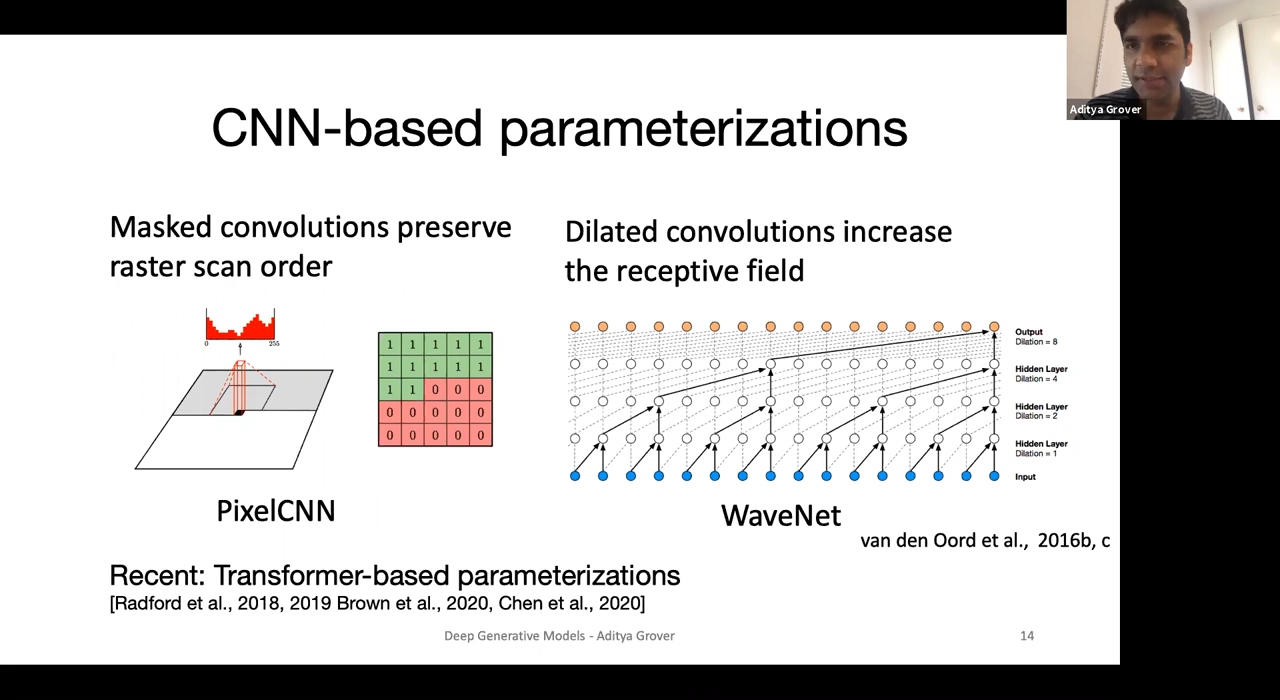 Aditya Grover
CNN-based parameterizations
Masked convolutions preserve
raster scan order
0 255
1 1 1 1 1
1 1 1 1 1
1 1 0 0 0
0 0 0 0 0
0 0 0 0 0
PixelCNN
Dilated convolutions increase
the receptive field
Output
Dilation = 8
Hidden Layer
Dilation = 4
Hidden Layer
Dilation = 2
Hidden Layer
Dilation = 1
Input
WaveNet
van den Oord et al., 2016b, c
Recent: Transformer-based parameterizations
[Radford et al., 2018, 2019 Brown et al., 2020, Chen et al., 2020]
Deep Generative Models - Aditya Grover
14